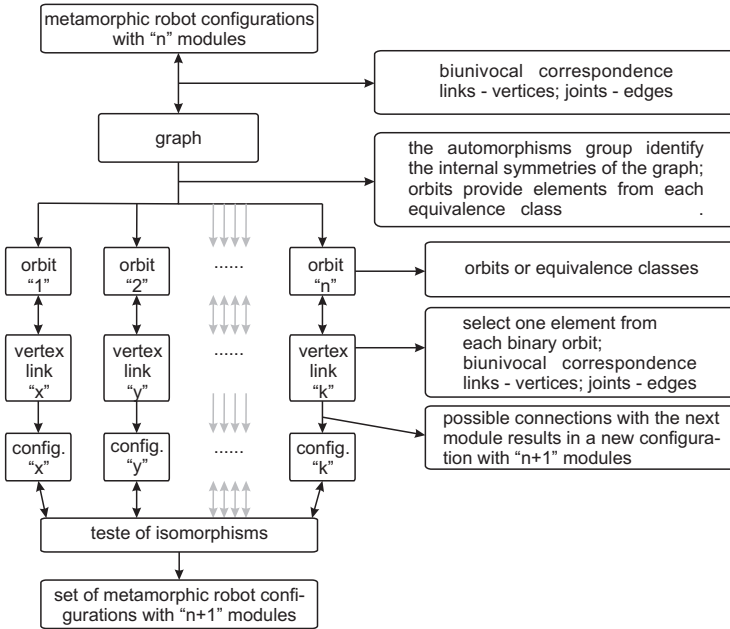 metamorphic robot configurations
with “n” modules
biunivocal correspondence
links - vertices; joints - edges
graph
the automorphisms group identify
the internal symmetries of the graph;
orbits provide elements from each
equivalence class .
orbit
“1”
orbit
“2”
......
orbit
“n”
orbits or equivalence classes
vertex
link
“x”
vertex
link
“y”
......
vertex
link
“k”
select one element from
each binary orbit;
biunivocal correspondence
links - vertices; joints - edges
config.
“x”
config.
“y”
......
config.
“k”
possible connections with the next
module results in a new configura-
tion with “n+1” modules
teste of isomorphisms
set of metamorphic robot confi-
gurations with “n+1” modules